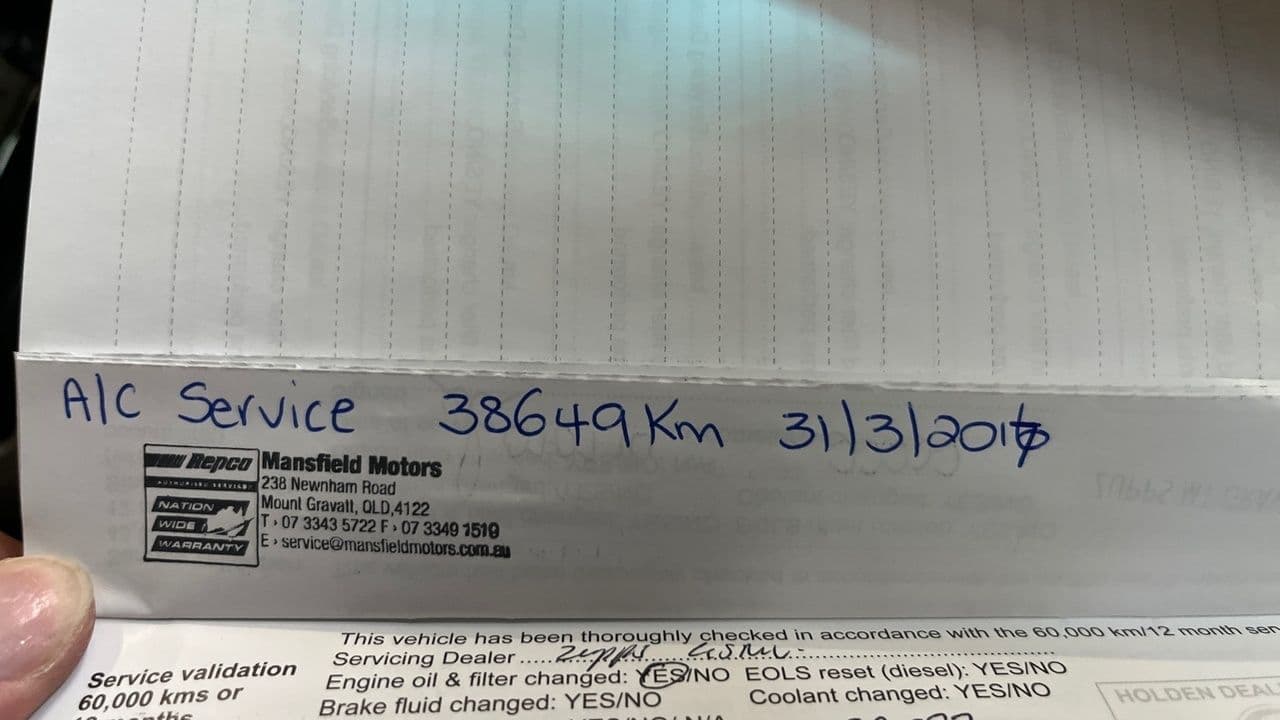 A/C Service 38649 Km 31/3/201
Repco
AUTHORISED SERVICE
NATION
WIDE
WARRANTY
Mansfield Motors
238 Newnham Road
Mount Gravatt, QLD,4122
T › 07 3343 5722 F › 07 3349 1519
E › service@mansfieldmotors.com.au
Service validation
60,000 kms or
This vehicle has been thoroughly checked in accordance with the 60,000 km/12 month
Servicing Dealer
Engine oil & filter changed: YES/NO EOLS reset (diesel): YES/NO
Brake fluid changed: YES/NO Coolant changed: YES/NO
HOLDEN